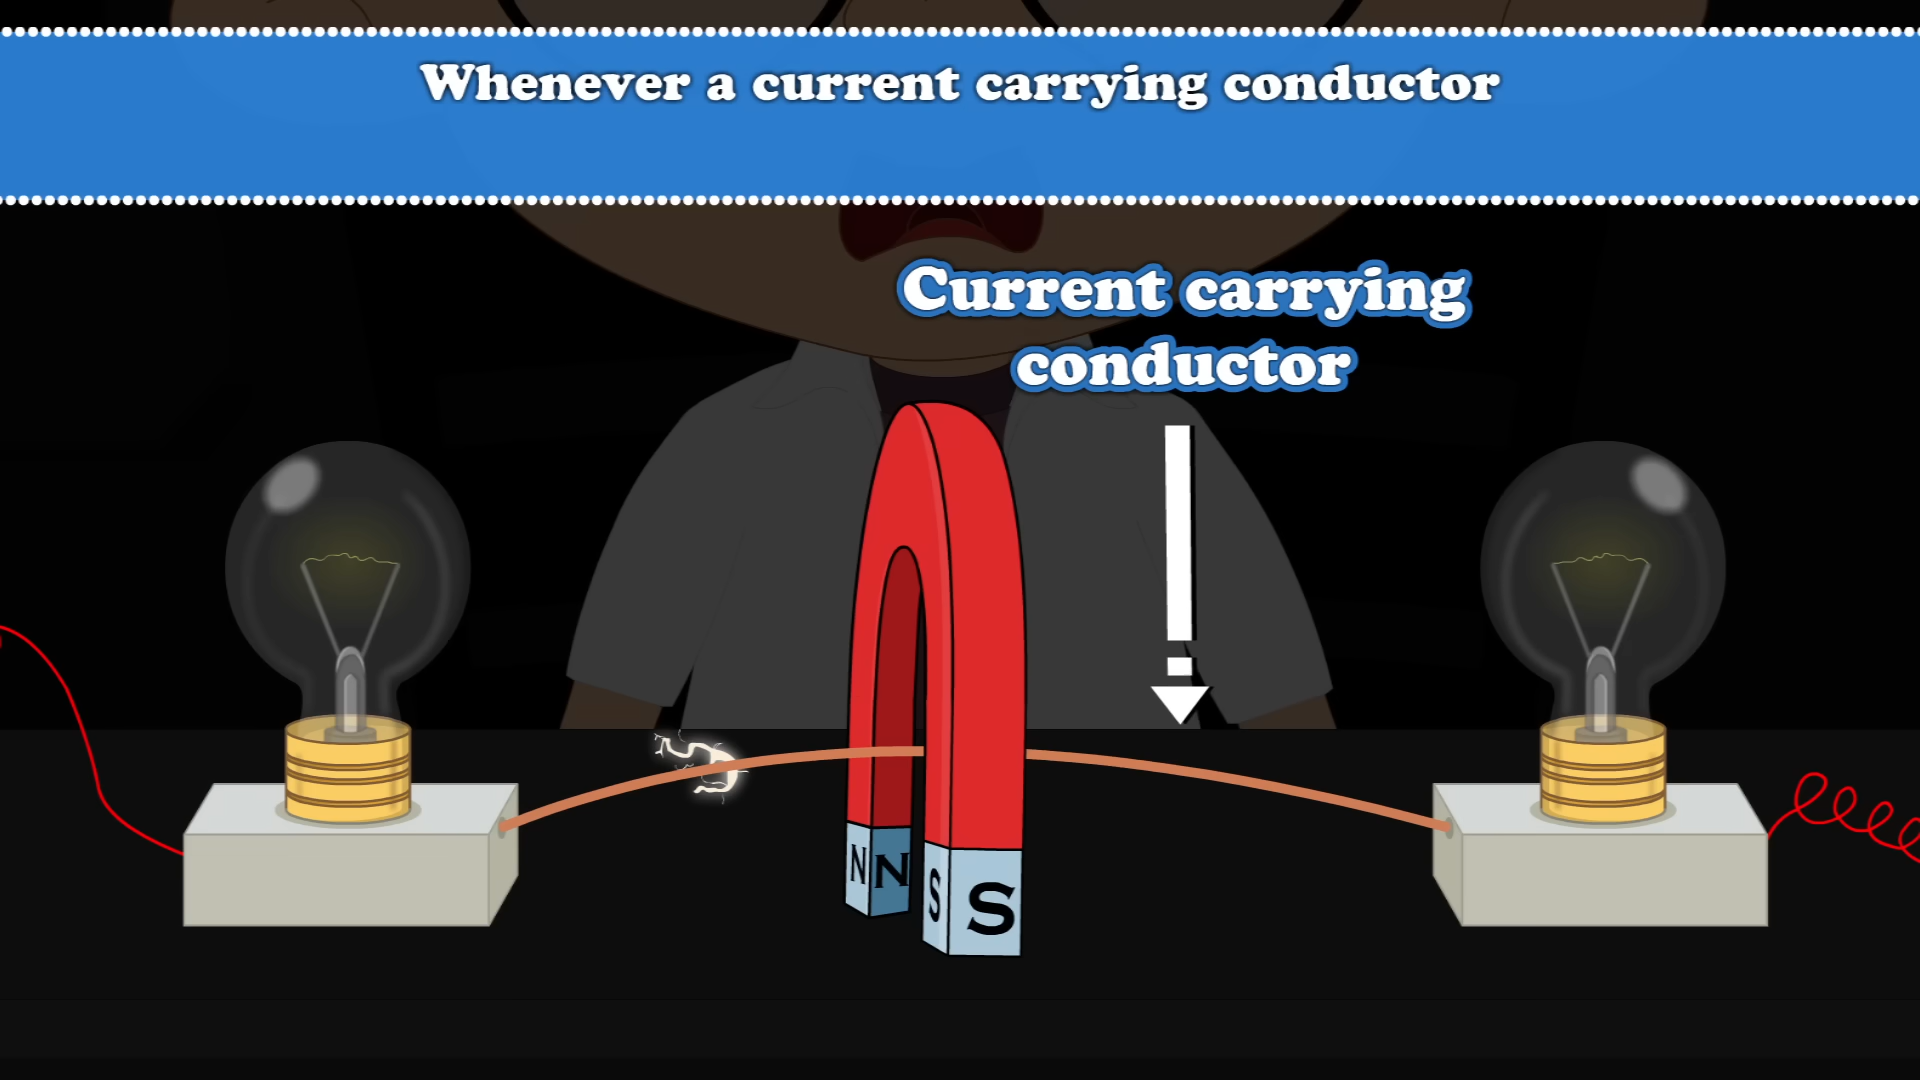 Whenever a current carrying conductor
Current carrying
conductor
N N S S